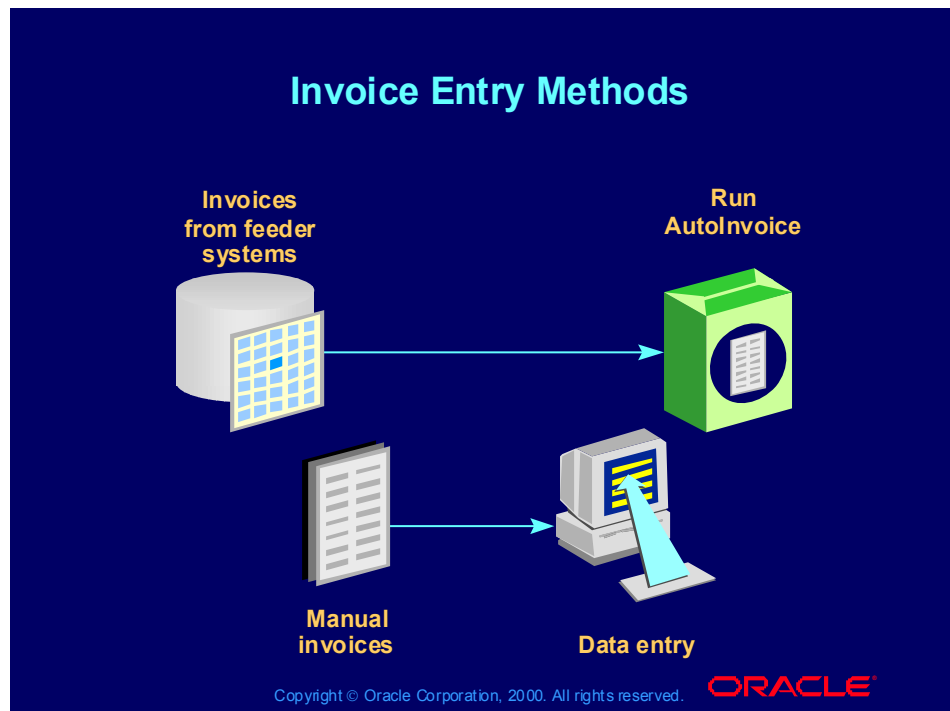 Invoice Entry Methods
Invoices
from feeder
systems
Run
AutoInvoice
Manual
invoices
Data entry
Copyright © Oracle Corporation, 2000. All rights reserved.
ORACLE®